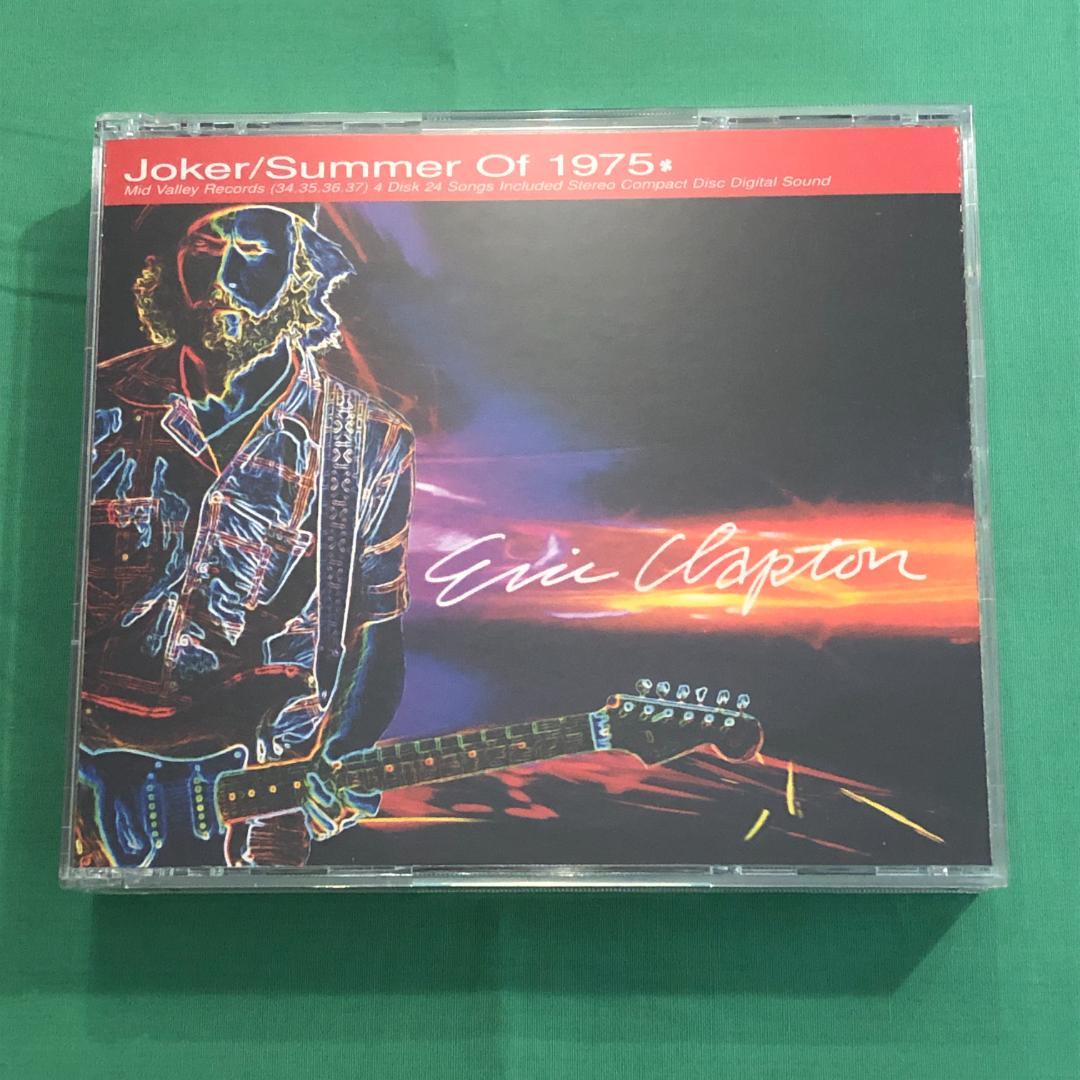 Joker/Summer Of 1975*
Mid Valley Records (34.35.36.37) 4 Disk 24 Songs Included Stereo Compact Disc Digital Sound
Eric Clapton